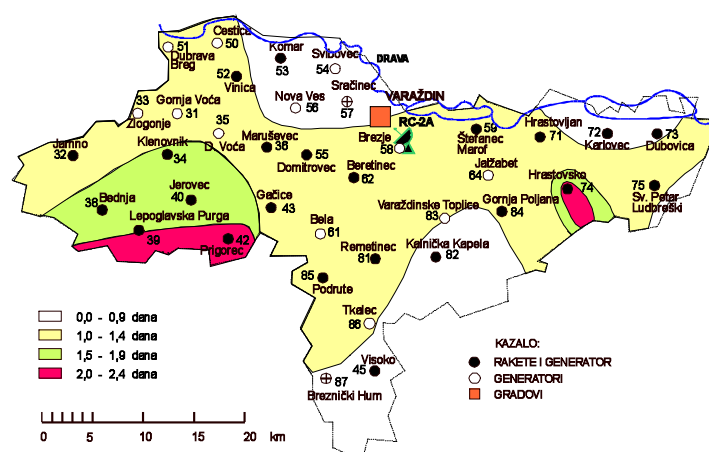 Cestica
50
51
Dubrava
Breg
Komar
53
Svibovec
54
DRAVA
52
Vinica
Sračinec
57
Nova Ves
56
VARAŽDIN
RC-2A
33
Zlogonje
Gornja Voća
31
35
D. Voća
Brezje
58
59
Štefanec
Marof
Hrastovljan
71
72
Karlovec
73
Dubovica
Jamno
32
Klenovnik
34
Maruševec
36
55
Domitrovec
Beretinec
62
Jalžabet
64
Hrastovsko
74
75
Sv. Petar
Ludbreški
38
Bednja
Jerovec
40
Gačice
43
Lepoglavska Purga
39
Prigorec
42
Bela
61
Varaždinske Toplice
83
Gornja Poljana
84
Remetinec
81
Kalnička Kapela
82
85
Podrute
Tkalec
86
Visoko
45
87
Breznički Hum
0,0 - 0,9 dana
1,0 - 1,4 dana
1,5 - 1,9 dana
2,0 - 2,4 dana
KAZALO:
RAKETE I GENERATOR
GENERATORI
GRADOVI
0 5 10 15 20 km